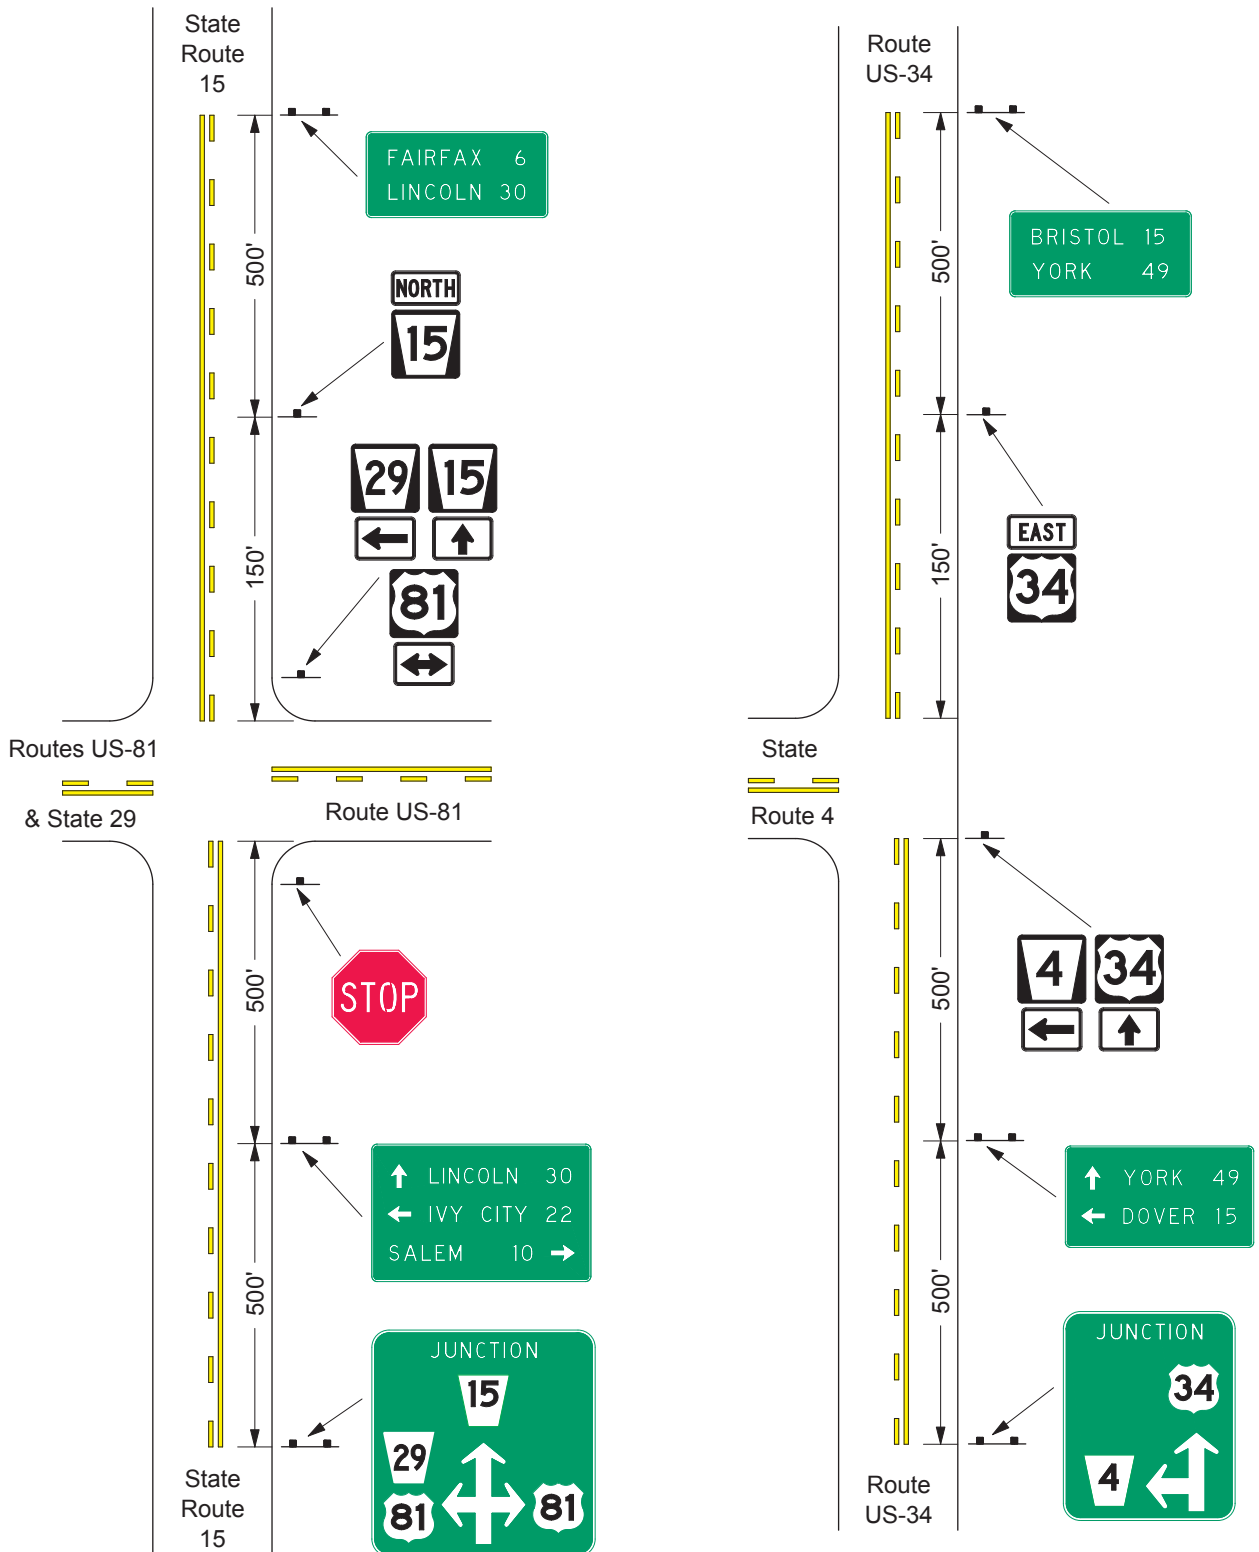 State
Route
15
500'
FAIRFAX 6
LINCOLN 30
NORTH
15
150'
29 15
81
Routes US-81
& State 29
Route US-81
500'
STOP
LINCOLN 30
IVY CITY 22
SALEM 10
500'
JUNCTION
15
29
81 81
State
Route
15
Route
US-34
500'
BRISTOL 15
YORK 49
150'
EAST
34
State
Route 4
500'
4 34
YORK 49
DOVER 15
500'
JUNCTION
34
4
Route
US-34